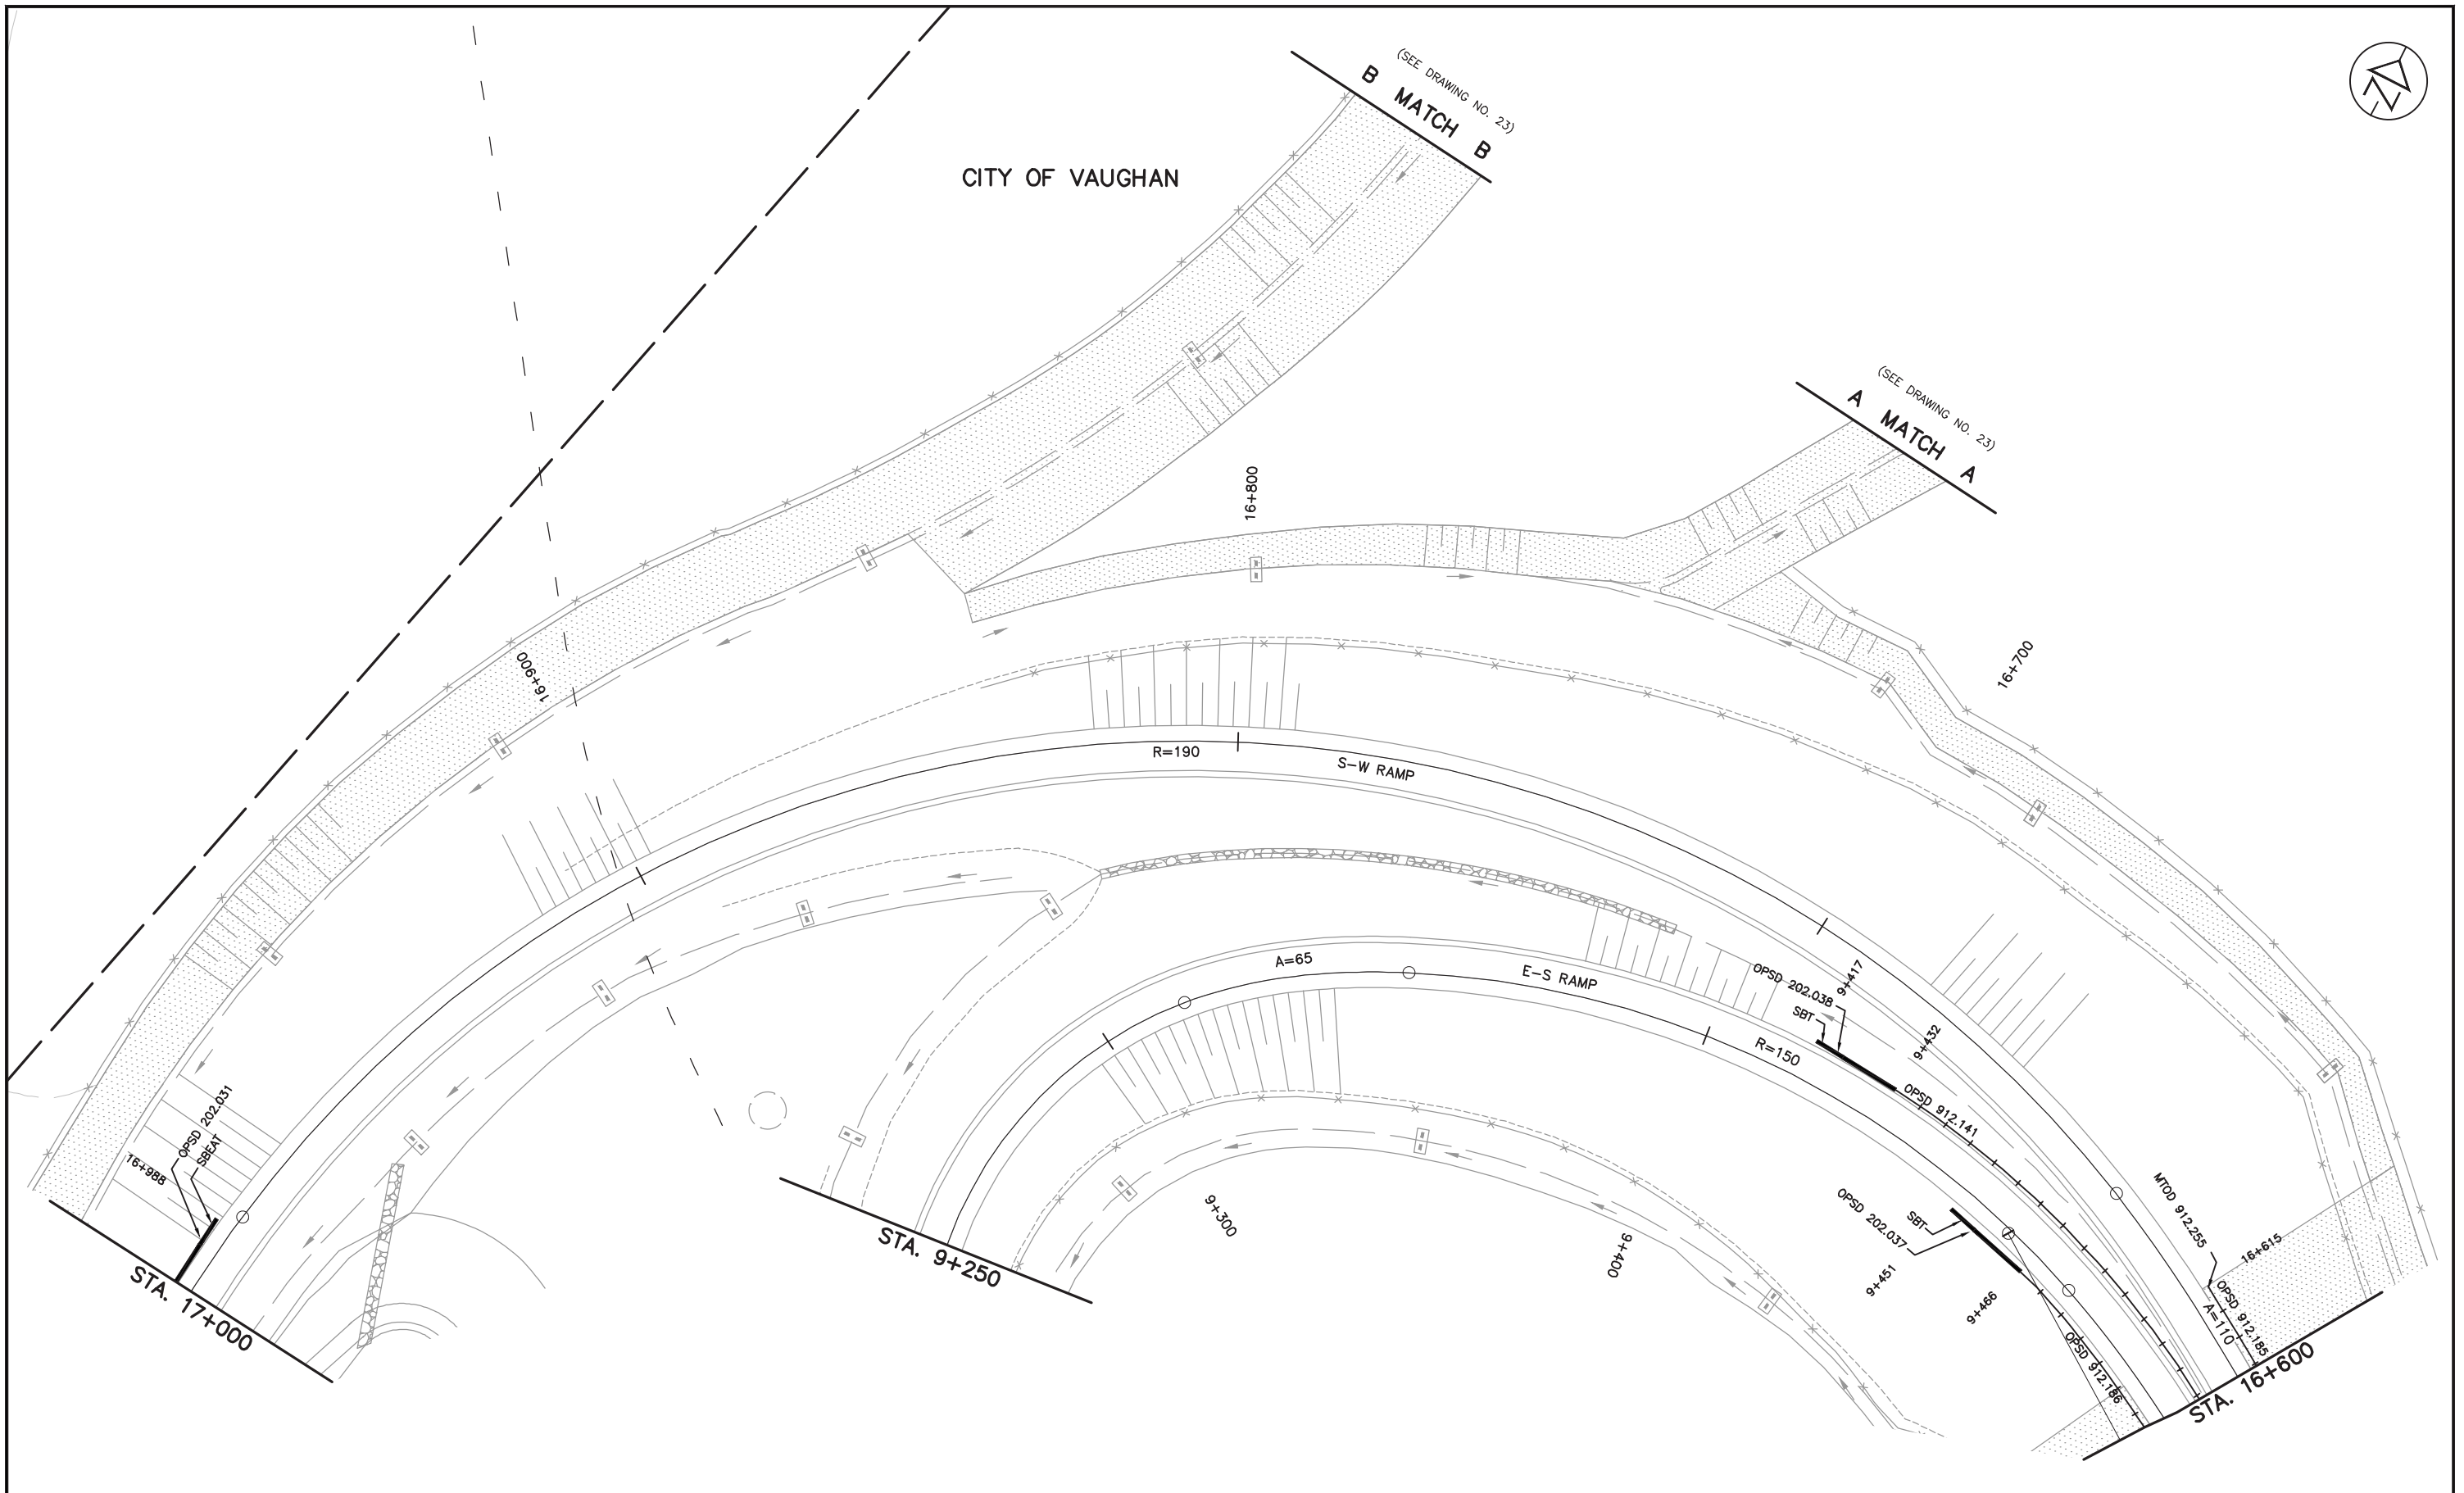 (SEE DRAWING NO. 23)
B MATCH B
N
CITY OF VAUGHAN
(SEE DRAWING NO. 23)
A MATCH A
16+800
16+900
16+700
R=190
S-W RAMP
A=65
E-S RAMP
OPSD 202.038
9+417
SBT
9+432
R=150
OPSD 912.141
OPSD 202.031
SBEAT
16+988
STA. 17+000
STA. 9+250
9+300
9+400
OPSD 202.037
SBT
9+451
9+466
MTOD 912.255
16+615
OPSD 912.185
A=110
OPSD 912.186
STA. 16+600